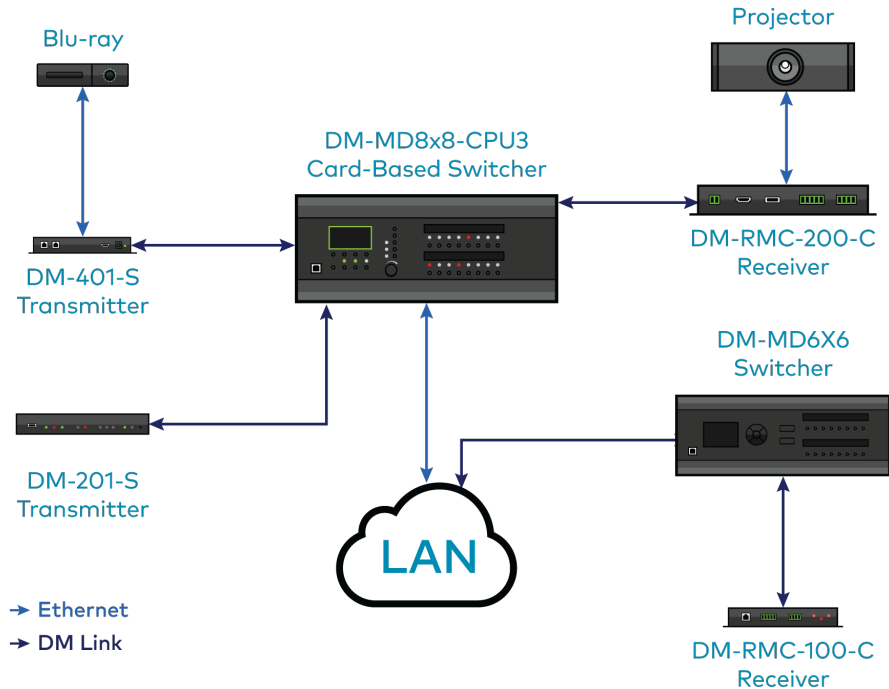 Blu-ray
Projector
DM-MD8x8-CPU3
Card-Based Switcher
DM-401-S
Transmitter
DM-RMC-200-C
Receiver
DM-MD6X6
Switcher
DM-201-S
Transmitter
LAN
Ethernet
DM Link
DM-RMC-100-C
Receiver